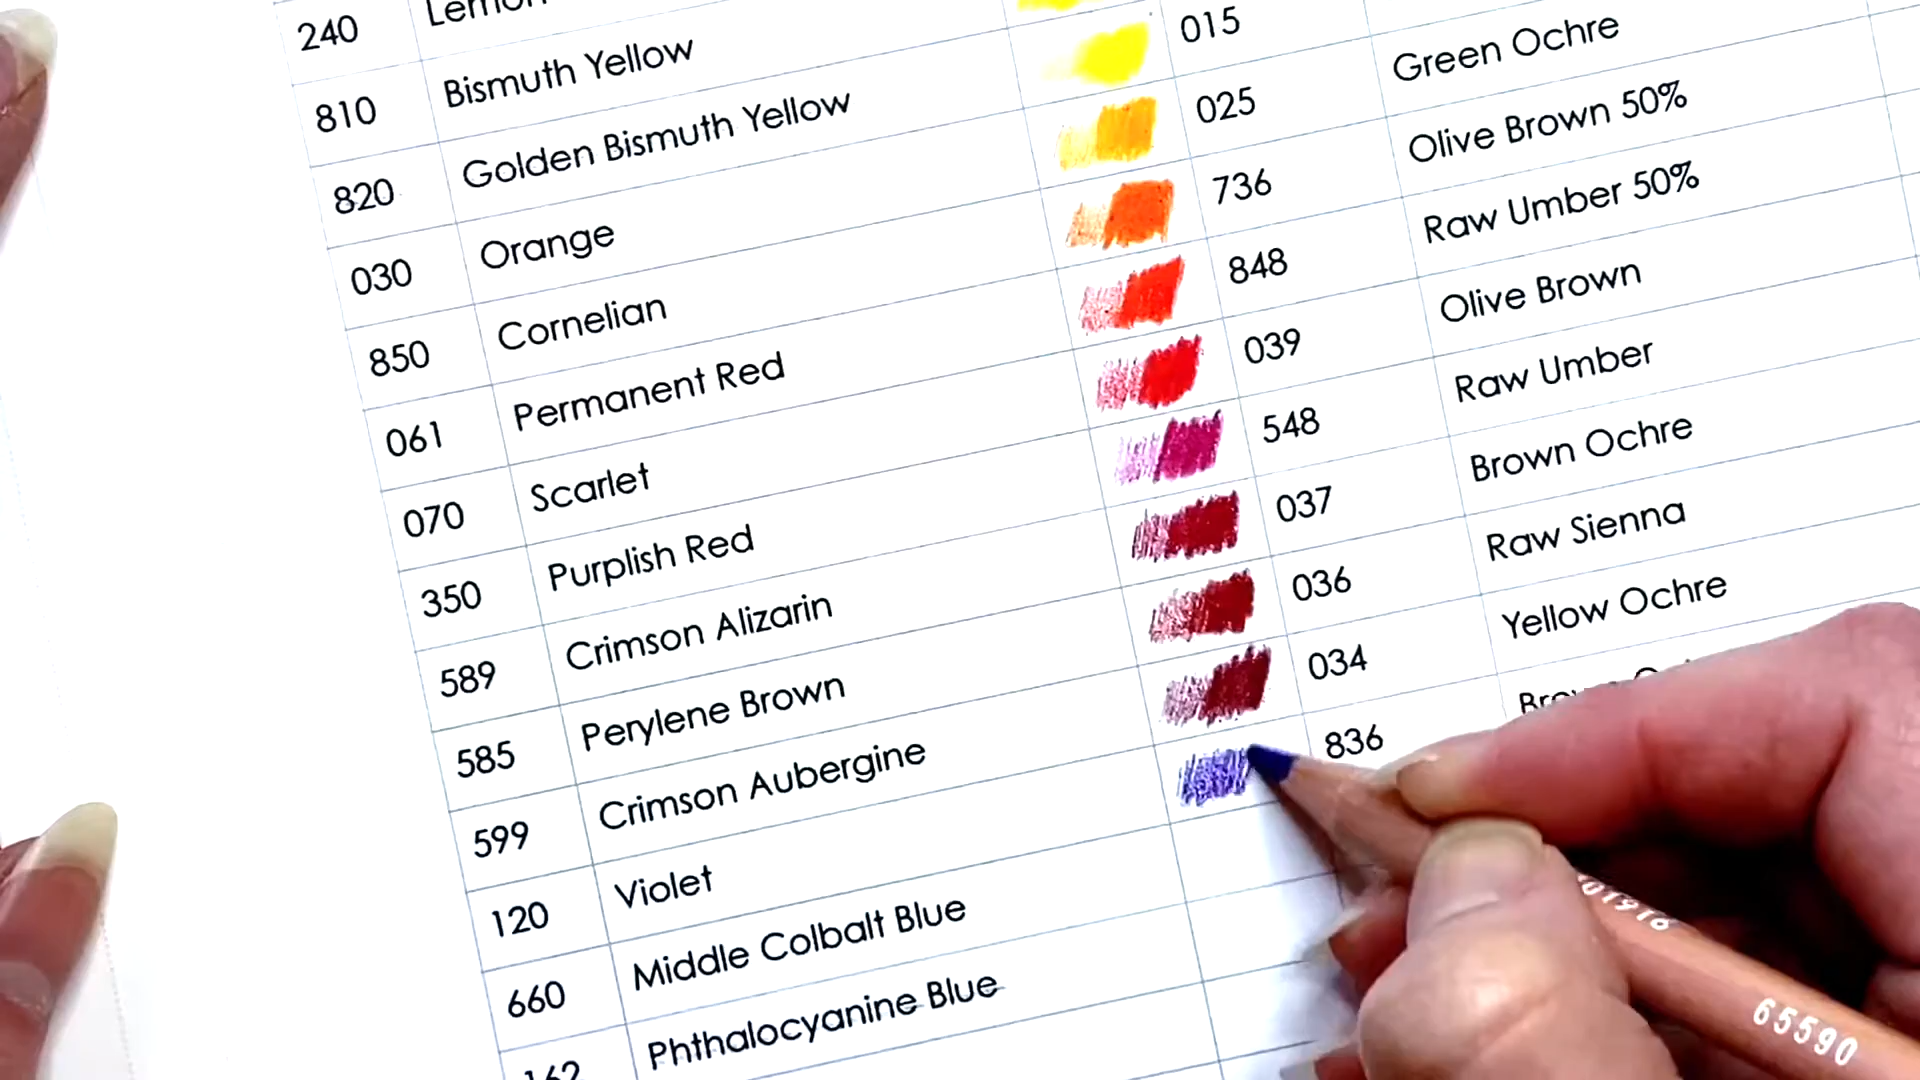 240 Lemon
810 Bismuth Yellow
820 Golden Bismuth Yellow
030 Orange
850 Cornelian
061 Permanent Red
070 Scarlet
350 Purplish Red
589 Crimson Alizarin
585 Perylene Brown
599 Crimson Aubergine
120 Violet
660 Middle Colbalt Blue
162 Phthalocyanine Blue
015
025 Green Ochre
736 Olive Brown 50%
848 Raw Umber 50%
039 Olive Brown
548 Raw Umber
037 Brown Ochre
036 Raw Sienna
034 Yellow Ochre
836
65590